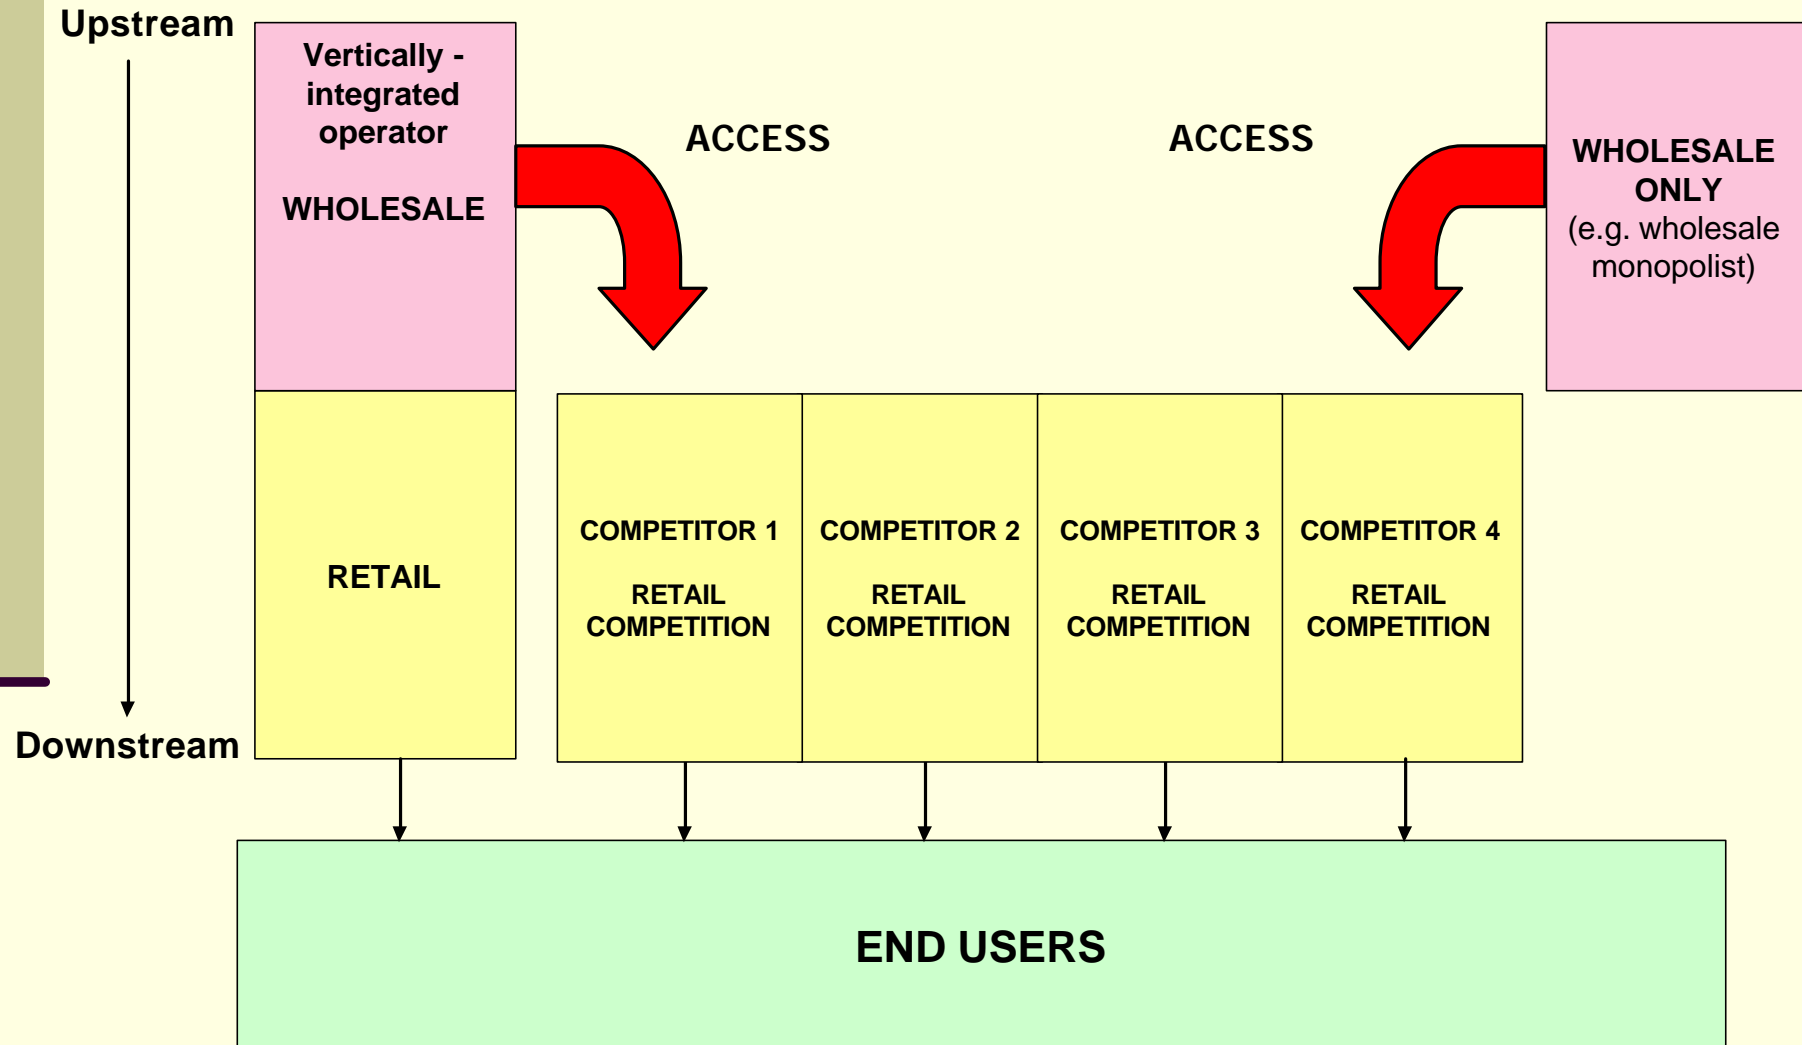 Upstream
Vertically -
integrated
operator
WHOLESALE
ACCESS
ACCESS
WHOLESALE
ONLY
(e.g. wholesale
monopolist)
RETAIL
COMPETITOR 1
RETAIL
COMPETITION
COMPETITOR 2
RETAIL
COMPETITION
COMPETITOR 3
RETAIL
COMPETITION
COMPETITOR 4
RETAIL
COMPETITION
Downstream
END USERS